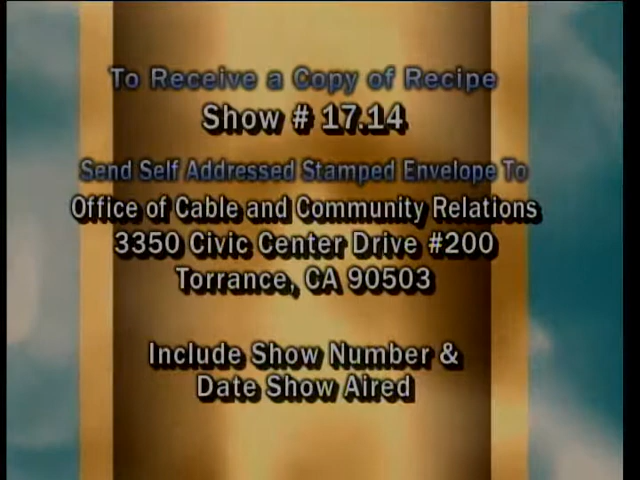 To Receive a Copy of Recipe
Show # 17.14
Send Self Addressed Stamped Envelope To
Office of Cable and Community Relations
3350 Civic Center Drive #200
Torrance, CA 90503
Include Show Number &
Date Show Aired